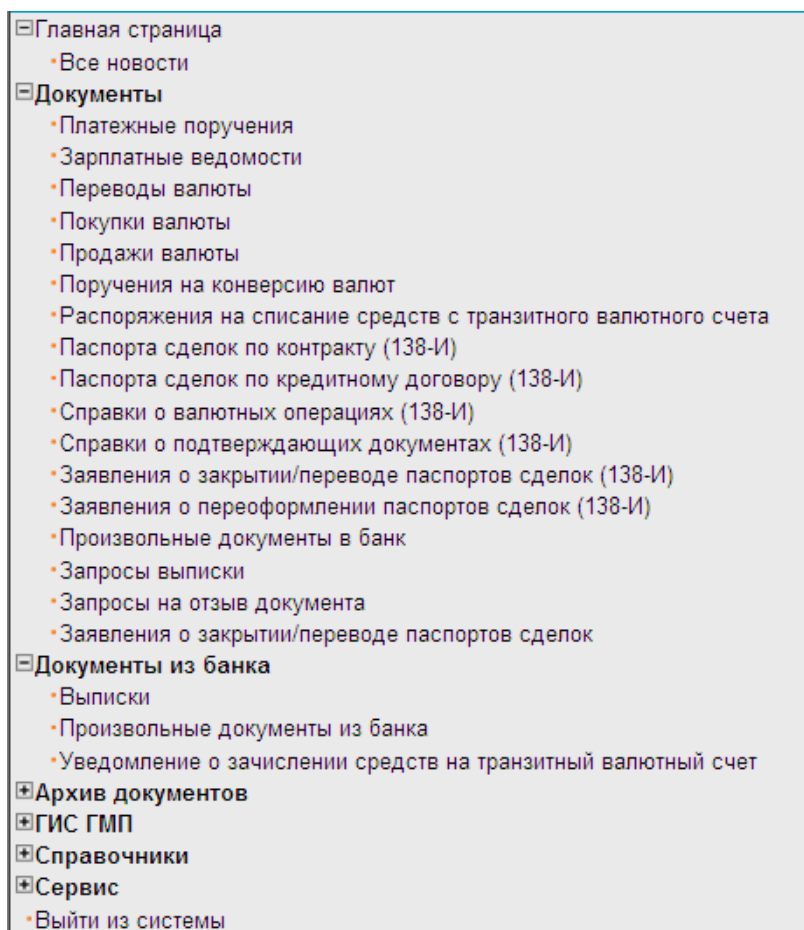 Главная страница
Все новости
Документы
Платежные поручения
Зарплатные ведомости
Переводы валюты
Покупки валюты
Продажи валюты
Поручения на конверсию валют
Распоряжения на списание средств с транзитного валютного счета
Паспорта сделок по контракту (138-И)
Паспорта сделок по кредитному договору (138-И)
Справки о валютных операциях (138-И)
Справки о подтверждающих документах (138-И)
Заявления о закрытии/переводе паспортов сделок (138-И)
Заявления о переоформлении паспортов сделок (138-И)
Произвольные документы в банк
Запросы выписки
Запросы на отзыв документа
Заявления о закрытии/переводе паспортов сделок
Документы из банка
Выписки
Произвольные документы из банка
Уведомление о зачислении средств на транзитный валютный счет
Архив документов
ГИС ГМП
Справочники
Сервис
Выйти из системы